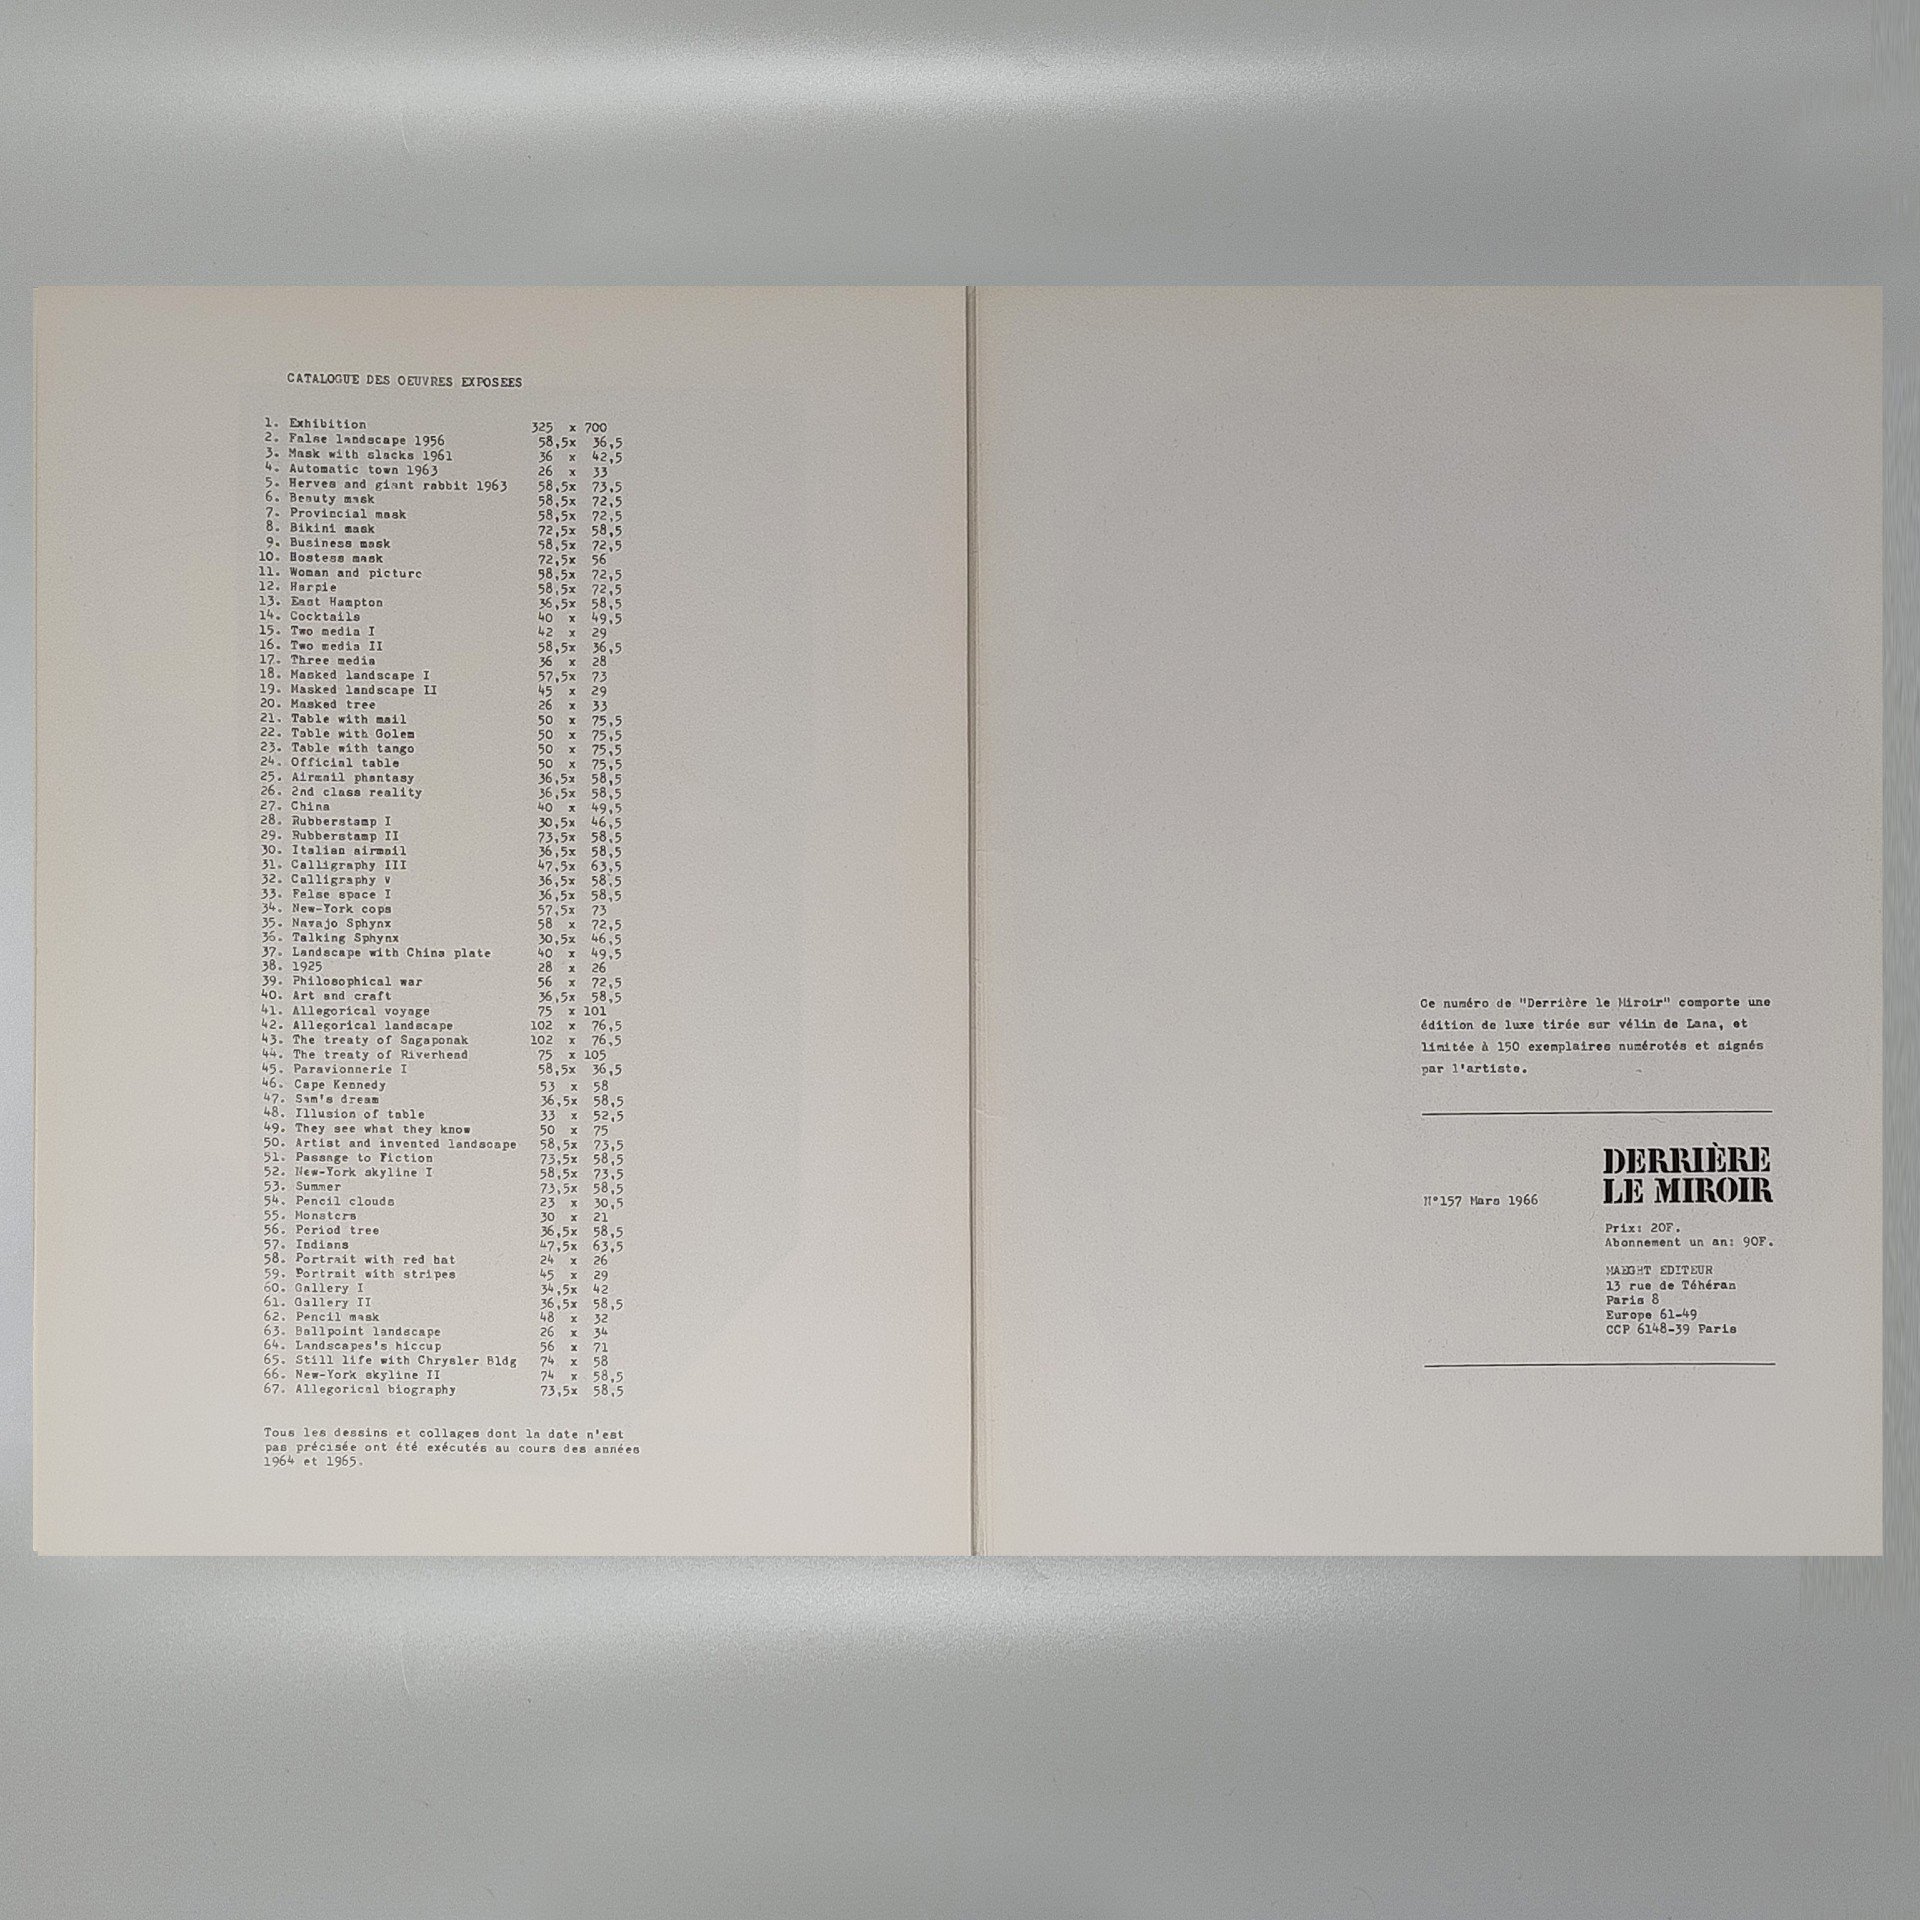 CATALOGUE DES OEUVRES EXPOSEES
1. Exhibition 325 x 700
2. False landscape 1956 58,5x 36,5
3. Mask with slacks 1961 36 x 42,5
4. Automatic town 1963 26 x 33
5. Herves and giant rabbit 1963 58,5x 73,5
6. Beauty mask 58,5x 72,5
7. Provincial mask 58,5x 72,5
8. Bikini mask 72,5x 58,5
9. Business mask 58,5x 72,5
10. Hostess mask 72,5x 56
11. Woman and picture 58,5x 72,5
12. Harpie 58,5x 72,5
13. East Hampton 36,5x 58,5
14. Cocktails 40 x 49,5
15. Two media I 42 x 29
16. Two media II 58,5x 36,5
17. Three media 36 x 28
18. Masked landscape I 57,5x 73
19. Masked landscape II 45 x 29
20. Masked tree 26 x 33
21. Table with mail 50 x 75,5
22. Table with Golem 50 x 75,5
23. Table with tango 50 x 75,5
24. Official table 50 x 75,5
25. Airmail phantasy 36,5x 58,5
26. 2nd class reality 36,5x 58,5
27. China 40 x 49,5
28. Rubberstamp I 30,5x 46,5
29. Rubberstamp II 73,5x 58,5
30. Italian airmail 36,5x 58,5
31. Calligraphy III 47,5x 63,5
32. Calligraphy v 36,5x 58,5
33. False space I 36,5x 58,5
34. New-York cops 57,5x 73
35. Navajo Sphynx 58 x 72,5
36. Talking Sphynx 30,5x 46,5
37. Landscape with China plate 40 x 49,5
38. 1925 28 x 26
39. Philosophical war 56 x 72,5
40. Art and craft 36,5x 58,5
41. Allegorical voyage 75 x 101
42. Allegorical landscape 102 x 76,5
43. The treaty of Sagaponak 102 x 76,5
44. The treaty of Riverhead 75 x 105
45. Paravionnerie I 58,5x 36,5
46. Cape Kennedy 53 x 58
47. Sam's dream 36,5x 58,5
48. Illusion of table 33 x 52,5
49. They see what they know 50 x 75
50. Artist and invented landscape 58,5x 73,5
51. Passage to Fiction 73,5x 58,5
52. New-York skyline I 58,5x 73,5
53. Summer 73,5x 58,5
54. Pencil clouds 23 x 30,5
55. Monsters 30 x 21
56. Period tree 36,5x 58,5
57. Indians 47,5x 63,5
58. Portrait with red hat 24 x 26
59. Portrait with stripes 45 x 29
60. Gallery I 34,5x 42
61. Gallery II 36,5x 58,5
62. Pencil mask 48 x 32
63. Ballpoint landscape 26 x 34
64. Landscapes's hiccup 56 x 71
65. Still life with Chrysler Bldg 74 x 58
66. New-York skyline II 74 x 58,5
67. Allegorical biography 73,5x 58,5
Tous les dessins et collages dont la date n'est
pas précisée ont été exécutés au cours des années
1964 et 1965.
Ce numéro de "Derrière le Miroir" comporte une
édition de luxe tirée sur vélin de Lana, et
limitée à 150 exemplaires numérotés et signés
par l'artiste.
DERRIÈRE
LE MIROIR
N°157 Mars 1966
Prix: 20F.
Abonnement un an: 90F.
MAEGHT EDITEUR
13 rue de Téhéran
Paris 8
Europe 61-49
CCP 6148-39 Paris